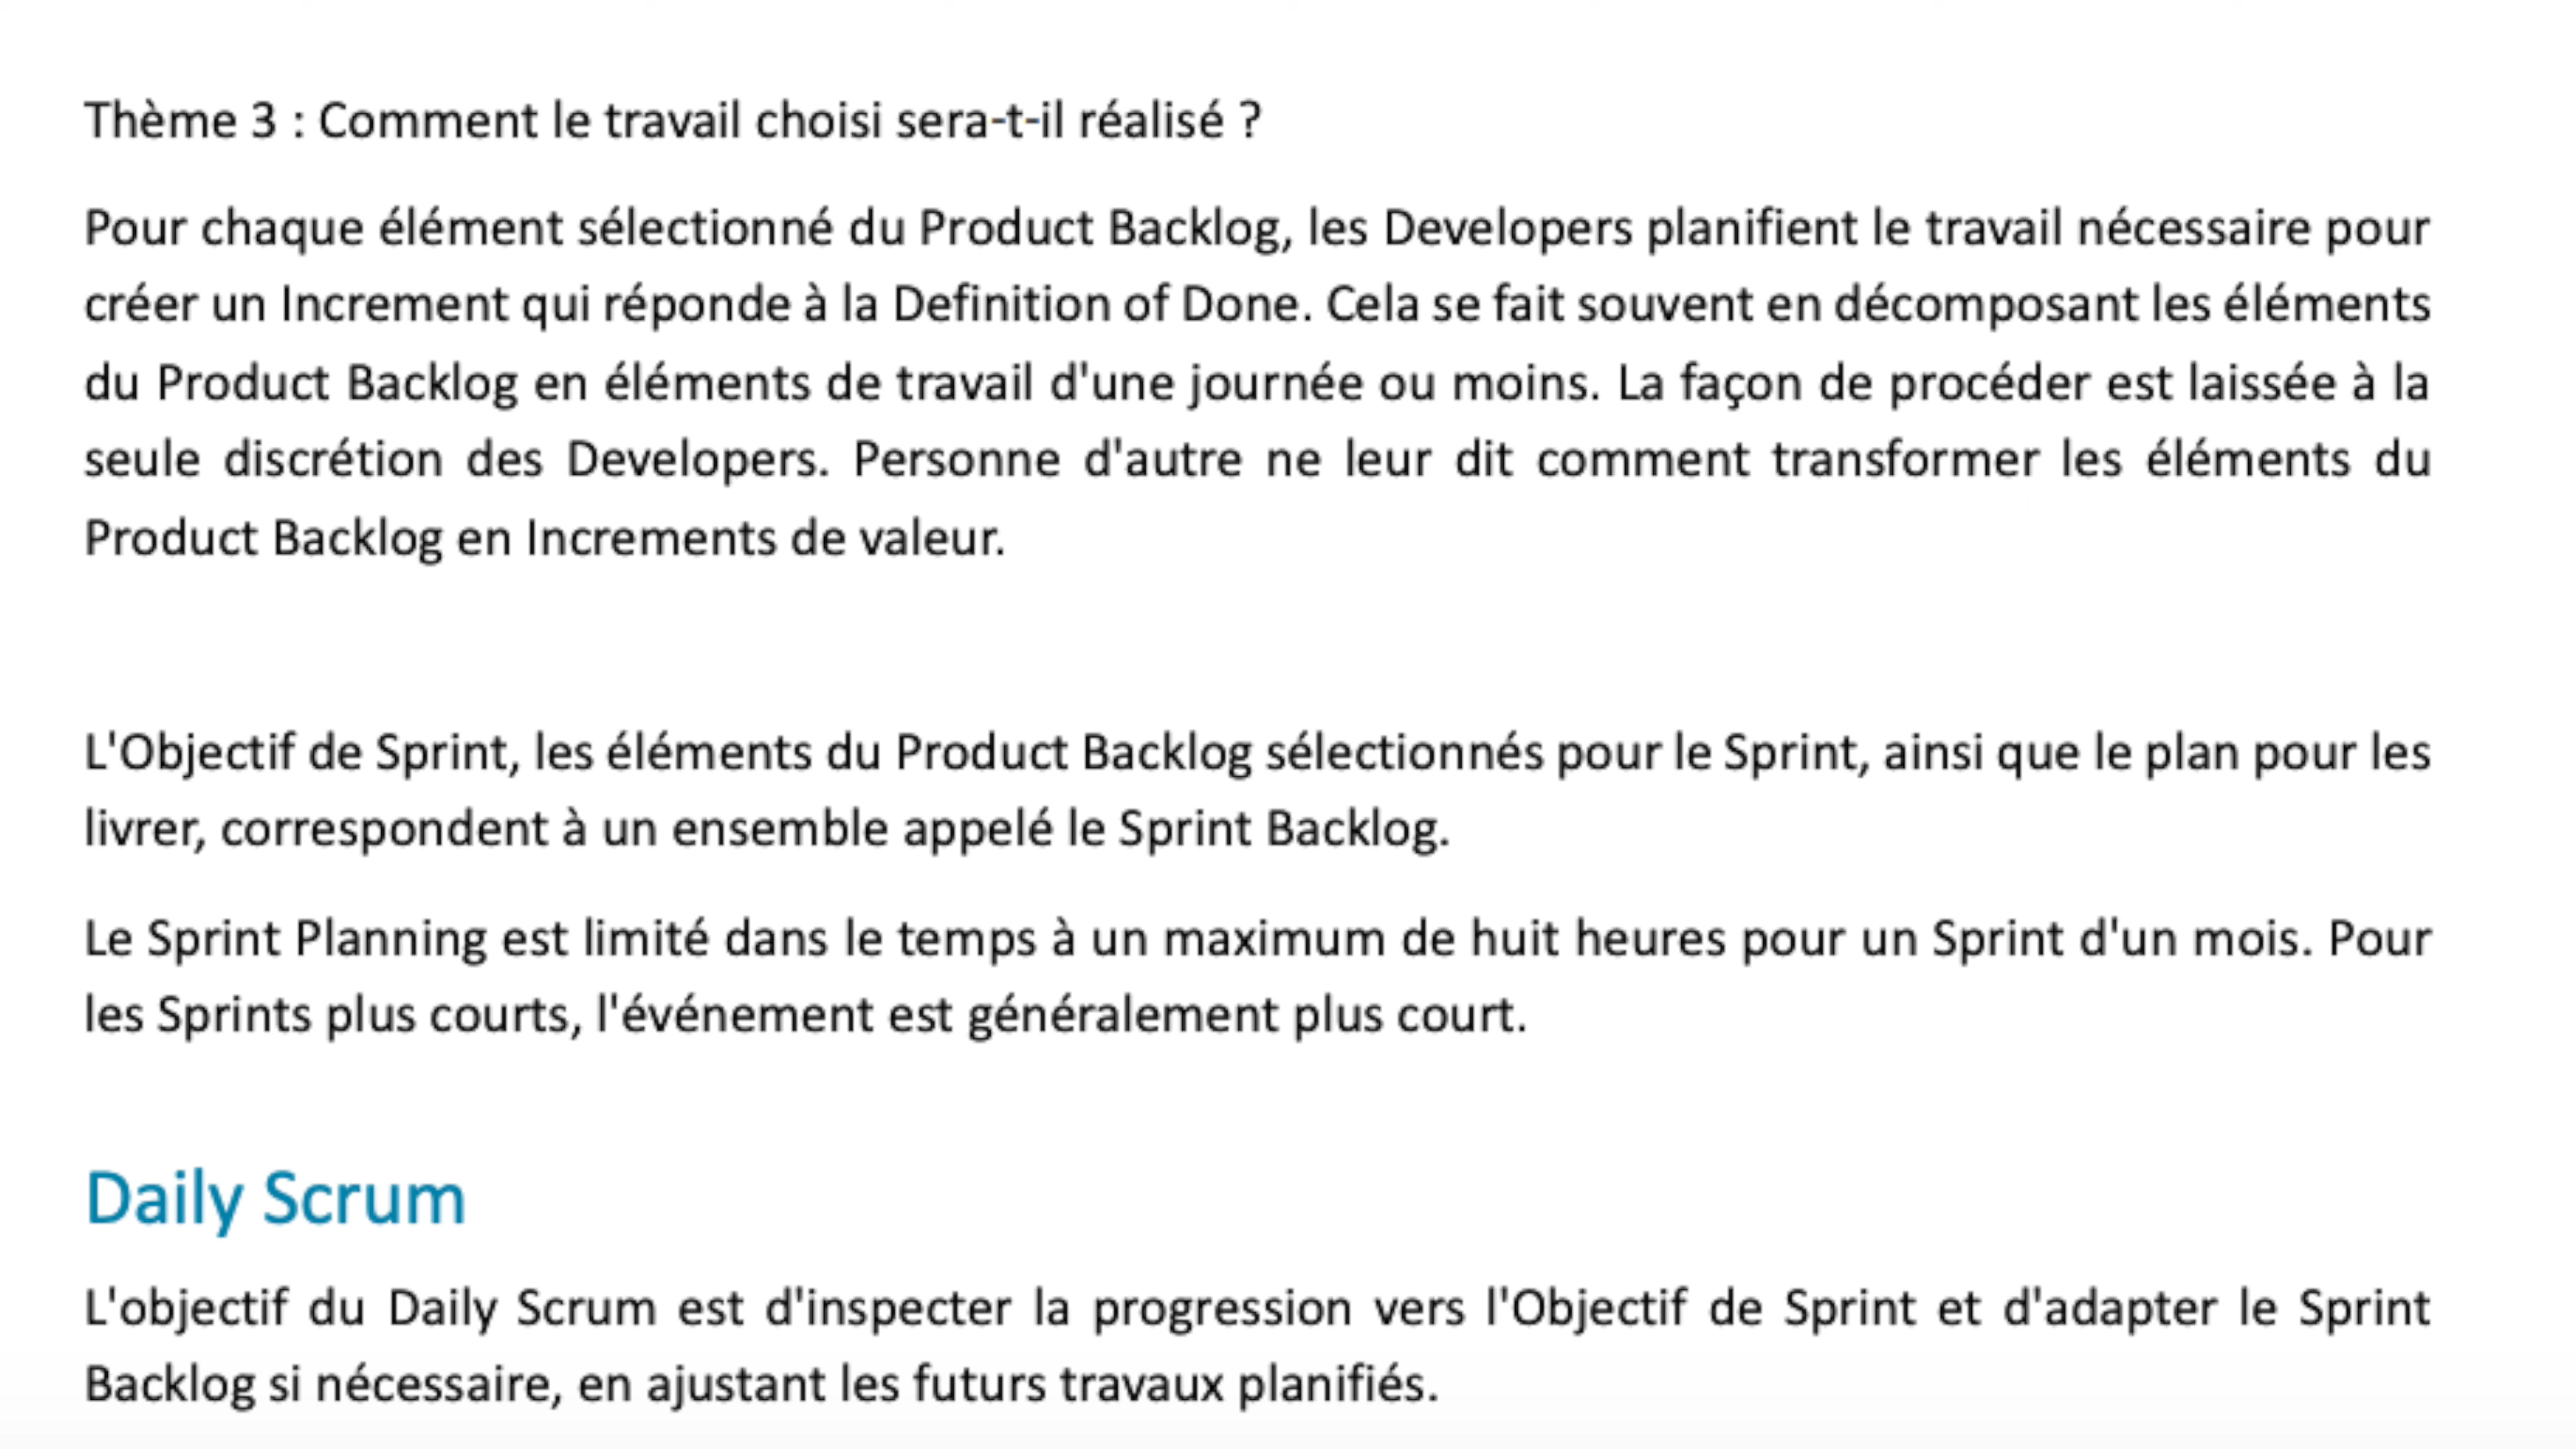 Thème 3 : Comment le travail choisi sera-t-il réalisé ?
Pour chaque élément sélectionné du Product Backlog, les Developers planifient le travail nécessaire pour
créer un Increment qui réponde à la Definition of Done. Cela se fait souvent en décomposant les éléments
du Product Backlog en éléments de travail d'une journée ou moins. La façon de procéder est laissée à la
seule discrétion des Developers. Personne d'autre ne leur dit comment transformer les éléments du
Product Backlog en Increments de valeur.
L'Objectif de Sprint, les éléments du Product Backlog sélectionnés pour le Sprint, ainsi que le plan pour les
livrer, correspondent à un ensemble appelé le Sprint Backlog.
Le Sprint Planning est limité dans le temps à un maximum de huit heures pour un Sprint d'un mois. Pour
les Sprints plus courts, l'événement est généralement plus court.
Daily Scrum
L'objectif du Daily Scrum est d'inspecter la progression vers l'Objectif de Sprint et d'adapter le Sprint
Backlog si nécessaire, en ajustant les futurs travaux planifiés.